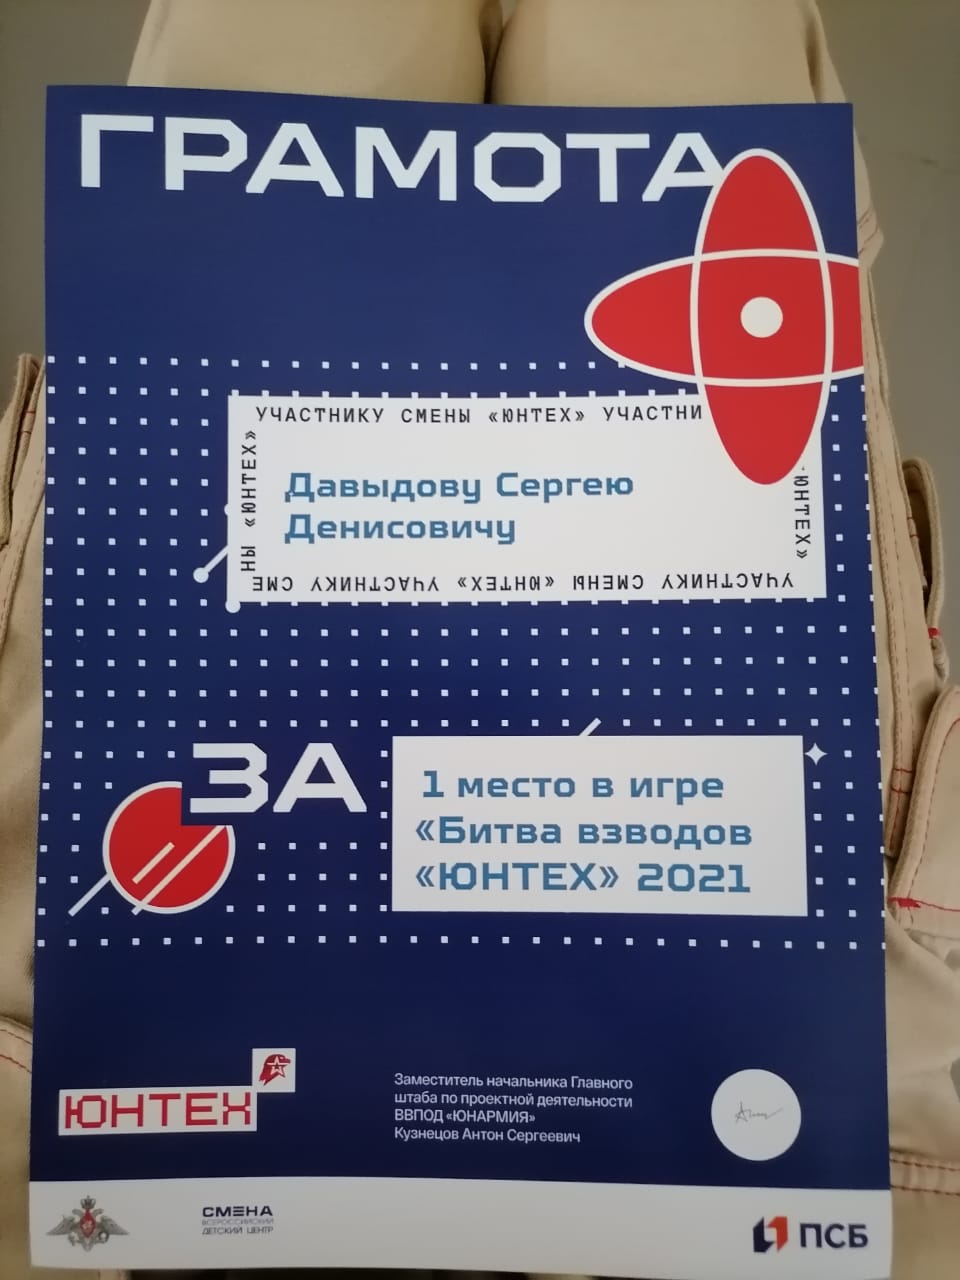 ГРАМОТА
УЧАСТНИКУ СМЕНЫ «ЮНТЕХ» УЧАСТНИ
«ЮНТЕХ»
Давыдову Сергею
Денисовичу
УЧАСТНИКУ СМЕНЫ «ЮНТЕХ» УЧАСТНИКУ СМЕ
НЫ «ЮНТЕХ»
ЗА
1 место в игре
«Битва взводов
«ЮНТЕХ» 2021
ЮНТЕХ
Заместитель начальника Главного
штаба по проектной деятельности
ВВПОД «ЮНАРМИЯ»
Кузнецов Антон Сергеевич
СМЕНА
ВСЕРОССИЙСКИЙ
ДЕТСКИЙ ЦЕНТР
ПСБ